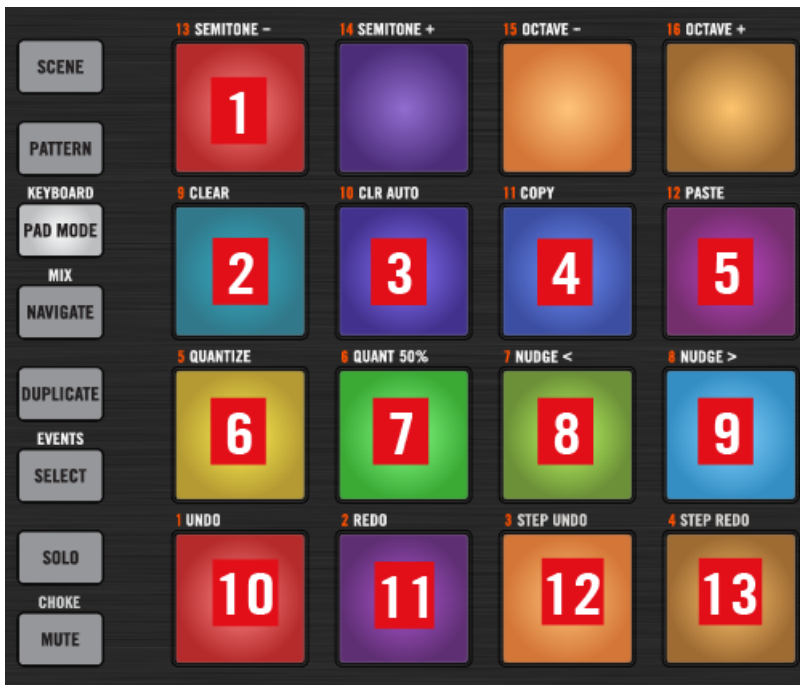 13 SEMITONE - 14 SEMITONE + 15 OCTAVE - 16 OCTAVE +
SCENE
1
PATTERN
KEYBOARD 9 CLEAR 10 CLR AUTO 11 COPY 12 PASTE
PAD MODE
2 3 4 5
MIX
NAVIGATE
5 QUANTIZE 6 QUANT 50% 7 NUDGE < 8 NUDGE >
DUPLICATE
6 7 8 9
EVENTS
SELECT
1 UNDO 2 REDO 3 STEP UNDO 4 STEP REDO
SOLO
10 11 12 13
CHOKE
MUTE